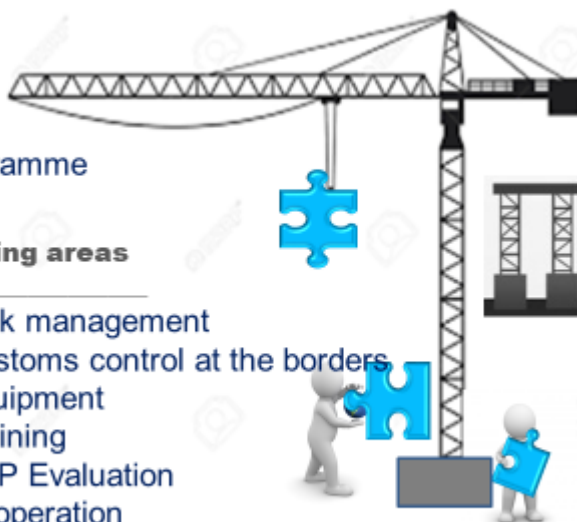 amme
ing areas
k management
stoms control at the borders
uipment
ining
P Evaluation
operation